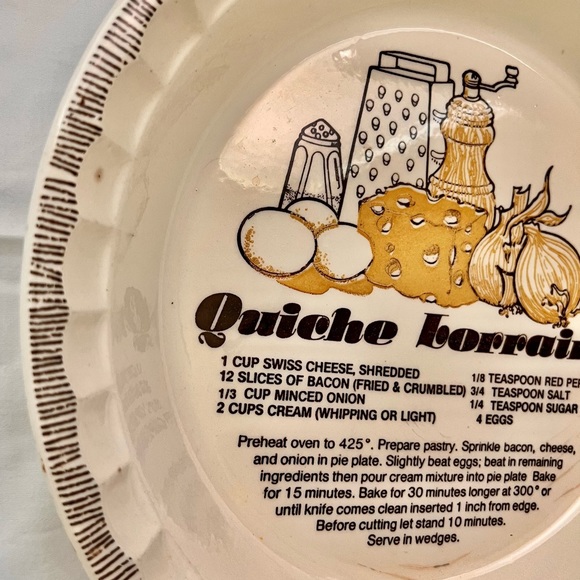 Quiche Lorrain
1 CUP SWISS CHEESE, SHREDDED
12 SLICES OF BACON (FRIED & CRUMBLED)
1/3 CUP MINCED ONION
2 CUPS CREAM (WHIPPING OR LIGHT)
1/8 TEASPOON RED PE
3/4 TEASPOON SALT
1/4 TEASPOON SUGAR
4 EGGS
Preheat oven to 425°. Prepare pastry. Sprinkle bacon, cheese,
and onion in pie plate. Slightly beat eggs; beat in remaining
ingredients then pour cream mixture into pie plate Bake
for 15 minutes. Bake for 30 minutes longer at 300° or
until knife comes clean inserted 1 inch from edge.
Before cutting let stand 10 minutes.
Serve in wedges.